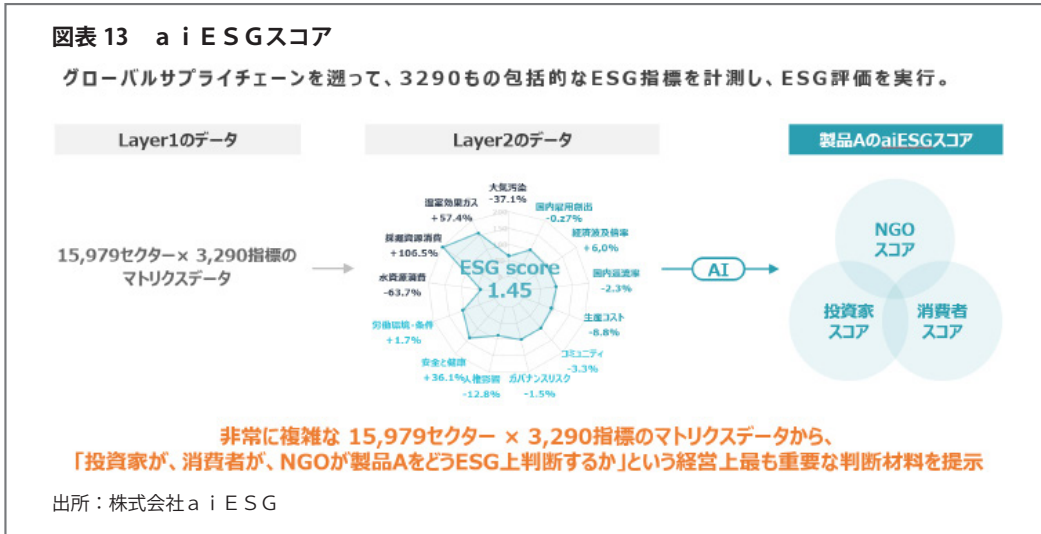 図表 13　ａｉＥＳＧスコア
グローバルサプライチェーンを遡って、3290もの包括的なESG指標を計測し、ESG評価を実行。
Layer1のデータ
Layer2のデータ
製品AのaiESGスコア
15,979セクター× 3,290指標の
マトリクスデータ
大気汚染
-37.1%
国内雇用創出
-0.27%
経済波及倍率
+6.0%
国内還流率
-2.3%
生産コスト
-8.8%
コミュニティ
-3.3%
ガバナンスリスク
-1.5%
人権問題
-12.8%
安全と健康
+36.1%
労働環境・条件
+1.7%
水資源消費
-63.7%
採掘資源消費
+106.5%
温室効果ガス
+57.4%
ESG score
1.45
AI
NGO
スコア
投資家
スコア
消費者
スコア
非常に複雑な 15,979セクター × 3,290指標のマトリクスデータから、
「投資家が、消費者が、NGOが製品AをどうESG上判断するか」という経営上最も重要な判断材料を提示
出所：株式会社ａｉＥＳＧ